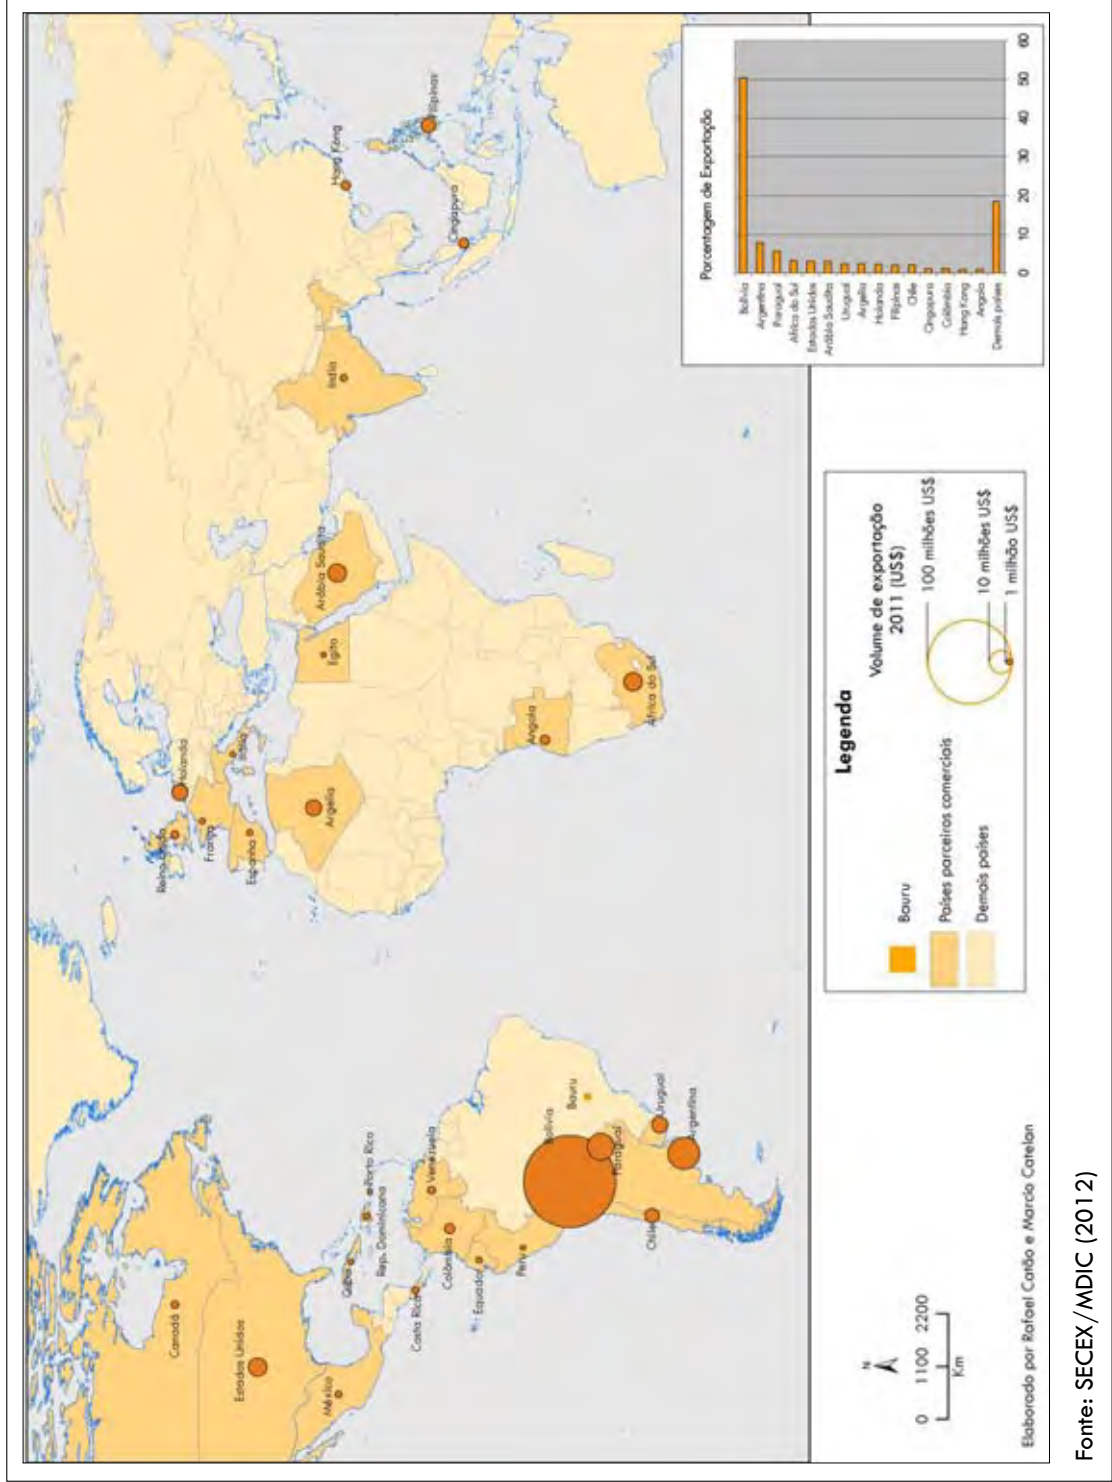 Canadá
Estados Unidos
México
Cuba
Porto Rico
Rep. Dominicana
Costa Rica
Venezuela
Colômbia
Equador
Peru
Bolívia
Bauru
Paraguai
Uruguai
Argentina
Chile
Reino Unido
Holanda
França
Espanha
Itália
Argélia
Egito
Arábia Saudita
Angola
África do Sul
Índia
Hong Kong
Cingapura
Filipinas
N
0 1100 2200
Km
Elaborado por Rafael Catão e Marcio Catelan
Legenda
Bauru
Países parceiros comerciais
Demais países
Volume de exportação
2011 (US$)
100 milhões US$
10 milhões US$
1 milhão US$
Porcentagem de Exportação
60
50
40
30
20
10
0
Bolívia
Argentina
Paraguai
África do Sul
Estados Unidos
Arábia Saudita
Uruguai
Argélia
Holanda
Filipinas
Chile
Cingapura
Colômbia
Hong Kong
Angola
Demais países
Fonte: SECEX/MDIC (2012)